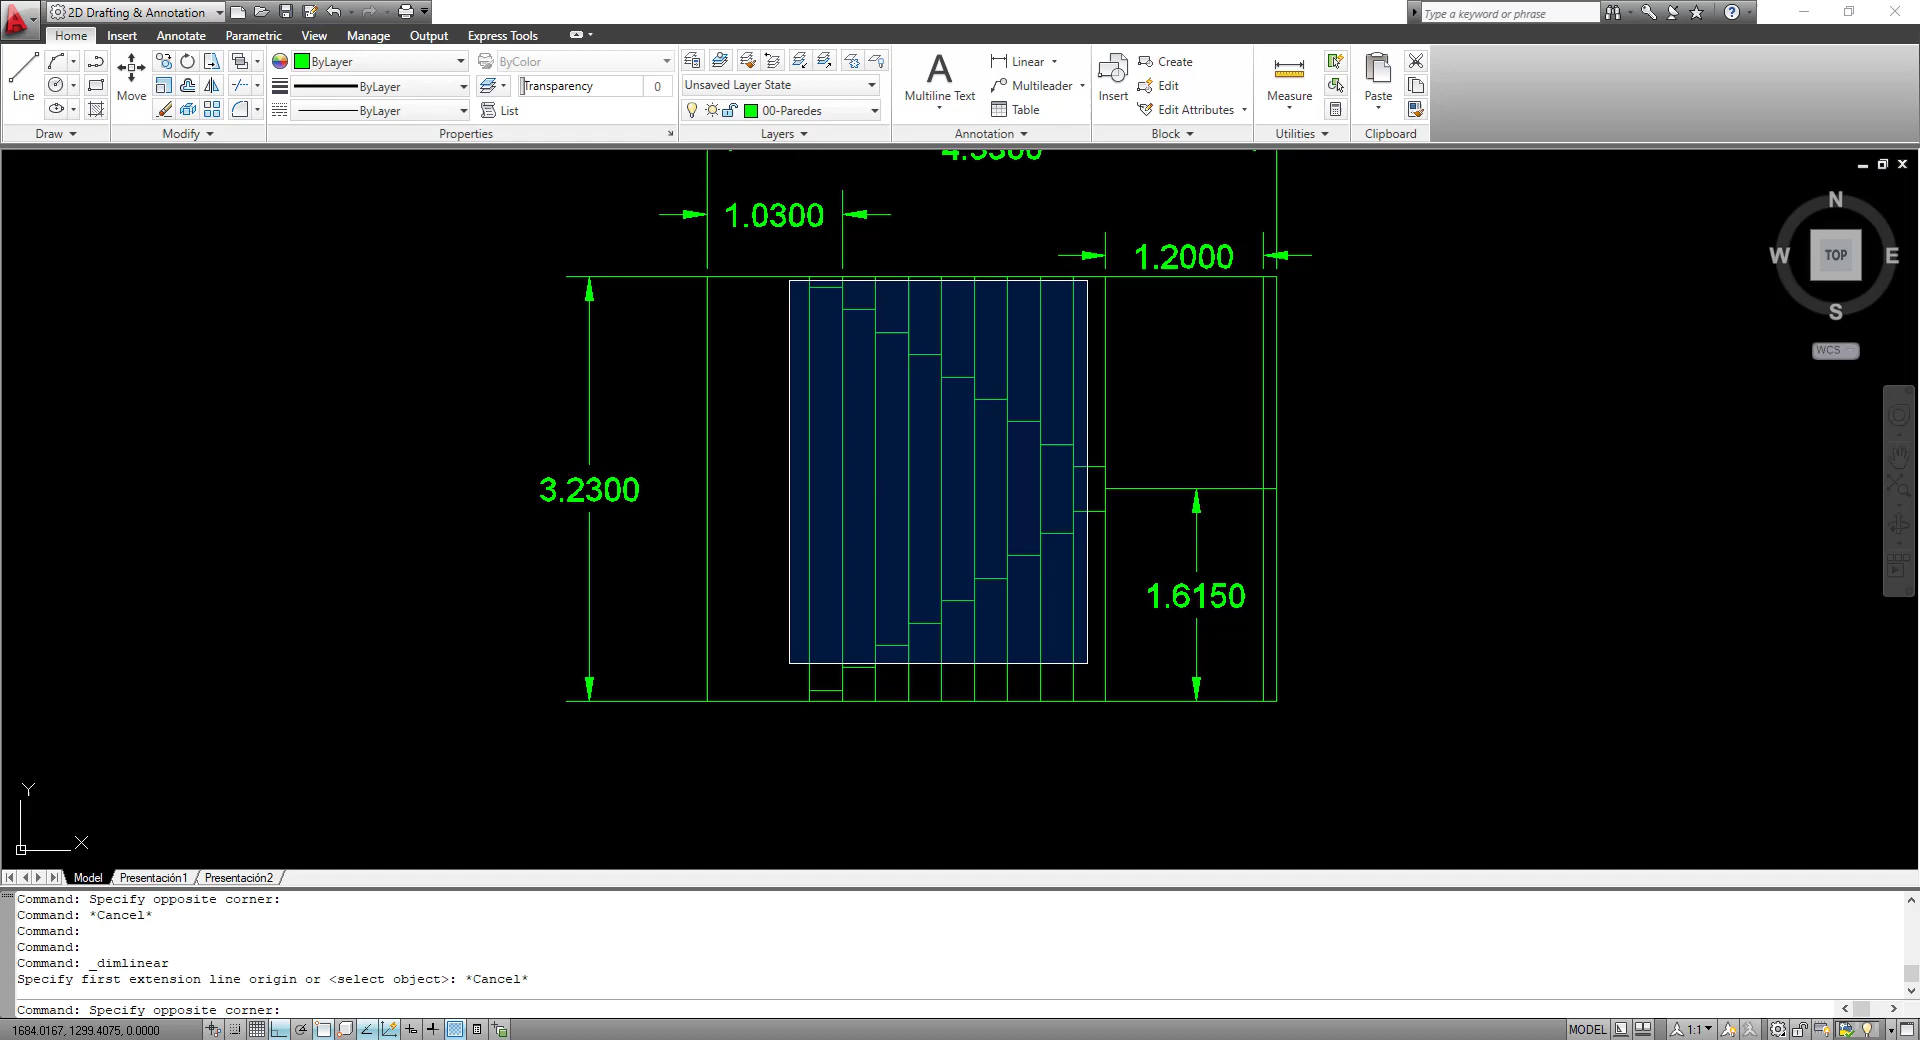 2D Drafting & Annotation
Type a keyword or phrase
Home Insert Annotate Parametric View Manage Output Express Tools
Line
Move
Draw
Modify
ByLayer
ByLayer
ByLayer
ByColor
Transparency 0
List
Properties
Unsaved Layer State
00-Paredes
Layers
A
Multiline Text
Linear
Multileader
Table
Annotation
Insert
Create
Edit
Edit Attributes
Block
Measure
Utilities
Paste
Clipboard
4.3300
1.0300
1.2000
3.2300
1.6150
N
W TOP E
S
WCS
Y
X
Model Presentación1 Presentación2
Command: Specify opposite corner:
Command: *Cancel*
Command:
Command:
Command: _dimlinear
Specify first extension line origin or <select object>: *Cancel*
Command: Specify opposite corner:
1684.0167, 1299.4075, 0.0000
MODEL
1:1